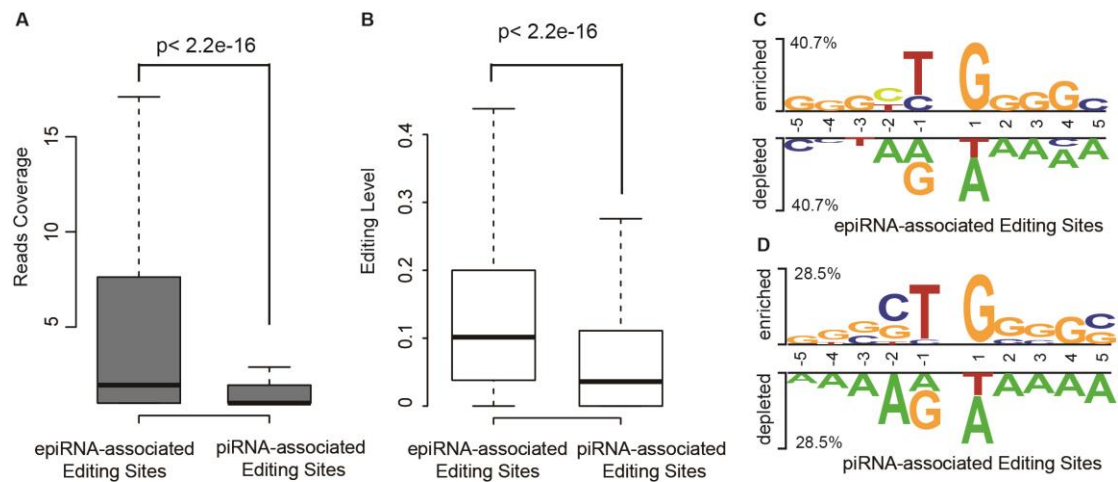 A
p< 2.2e-16
Reads Coverage
15
10
5
epiRNA-associated
Editing Sites
piRNA-associated
Editing Sites
B
p< 2.2e-16
Editing Level
0.4
0.3
0.2
0.1
0
epiRNA-associated
Editing Sites
piRNA-associated
Editing Sites
C
enriched
40.7%
G G G C T T C G G G G C
-5 -4 -3 -2 -1 1 2 3 4 5
depleted
C C T A A G T A A A C A A
40.7%
epiRNA-associated Editing Sites
D
enriched
28.5%
-5 -4 -3 -2 -1 1 2 3 4 5
depleted
A A A A A G T A A A A A
28.5%
piRNA-associated Editing Sites